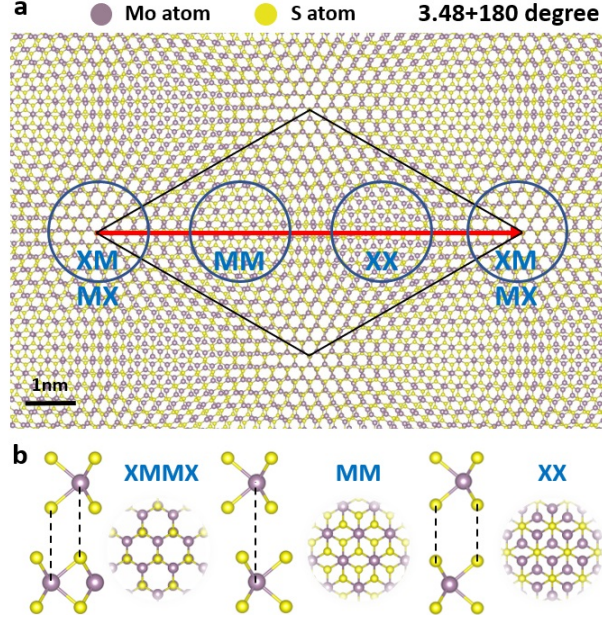 a
Mo atom S atom 3.48+180 degree
XM MM XX XM
MX MX
1nm
b
XMMX MM XX